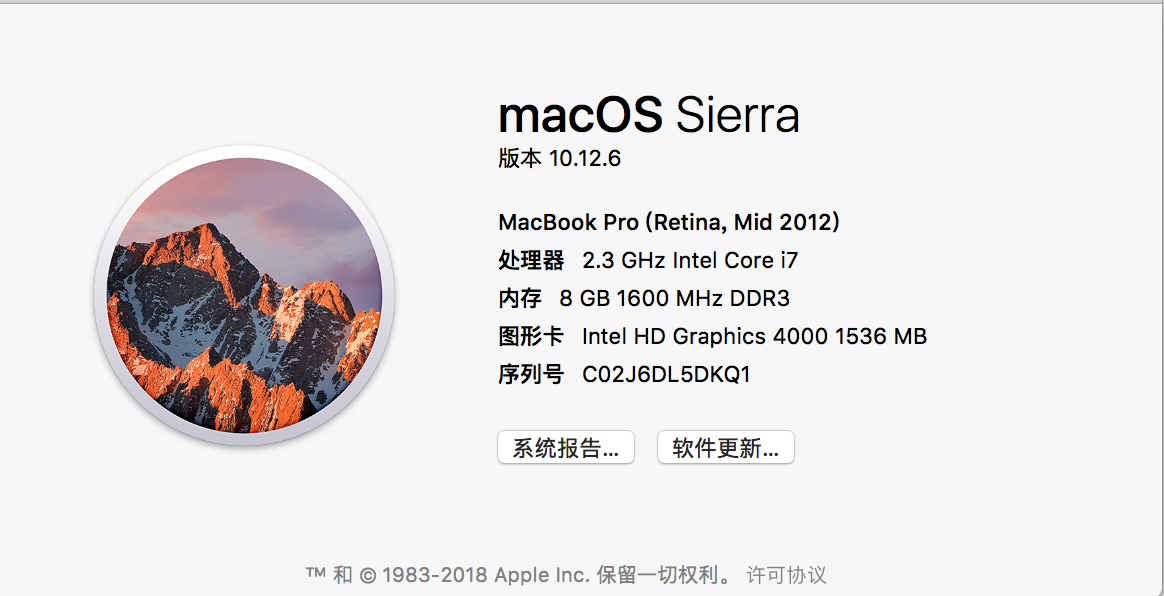 macOS Sierra
版本 10.12.6
MacBook Pro (Retina, Mid 2012)
处理器 2.3 GHz Intel Core i7
内存 8 GB 1600 MHz DDR3
图形卡 Intel HD Graphics 4000 1536 MB
序列号 C02J6DL5DKQ1
系统报告... 软件更新...
™ 和 © 1983-2018 Apple Inc. 保留一切权利。 许可协议